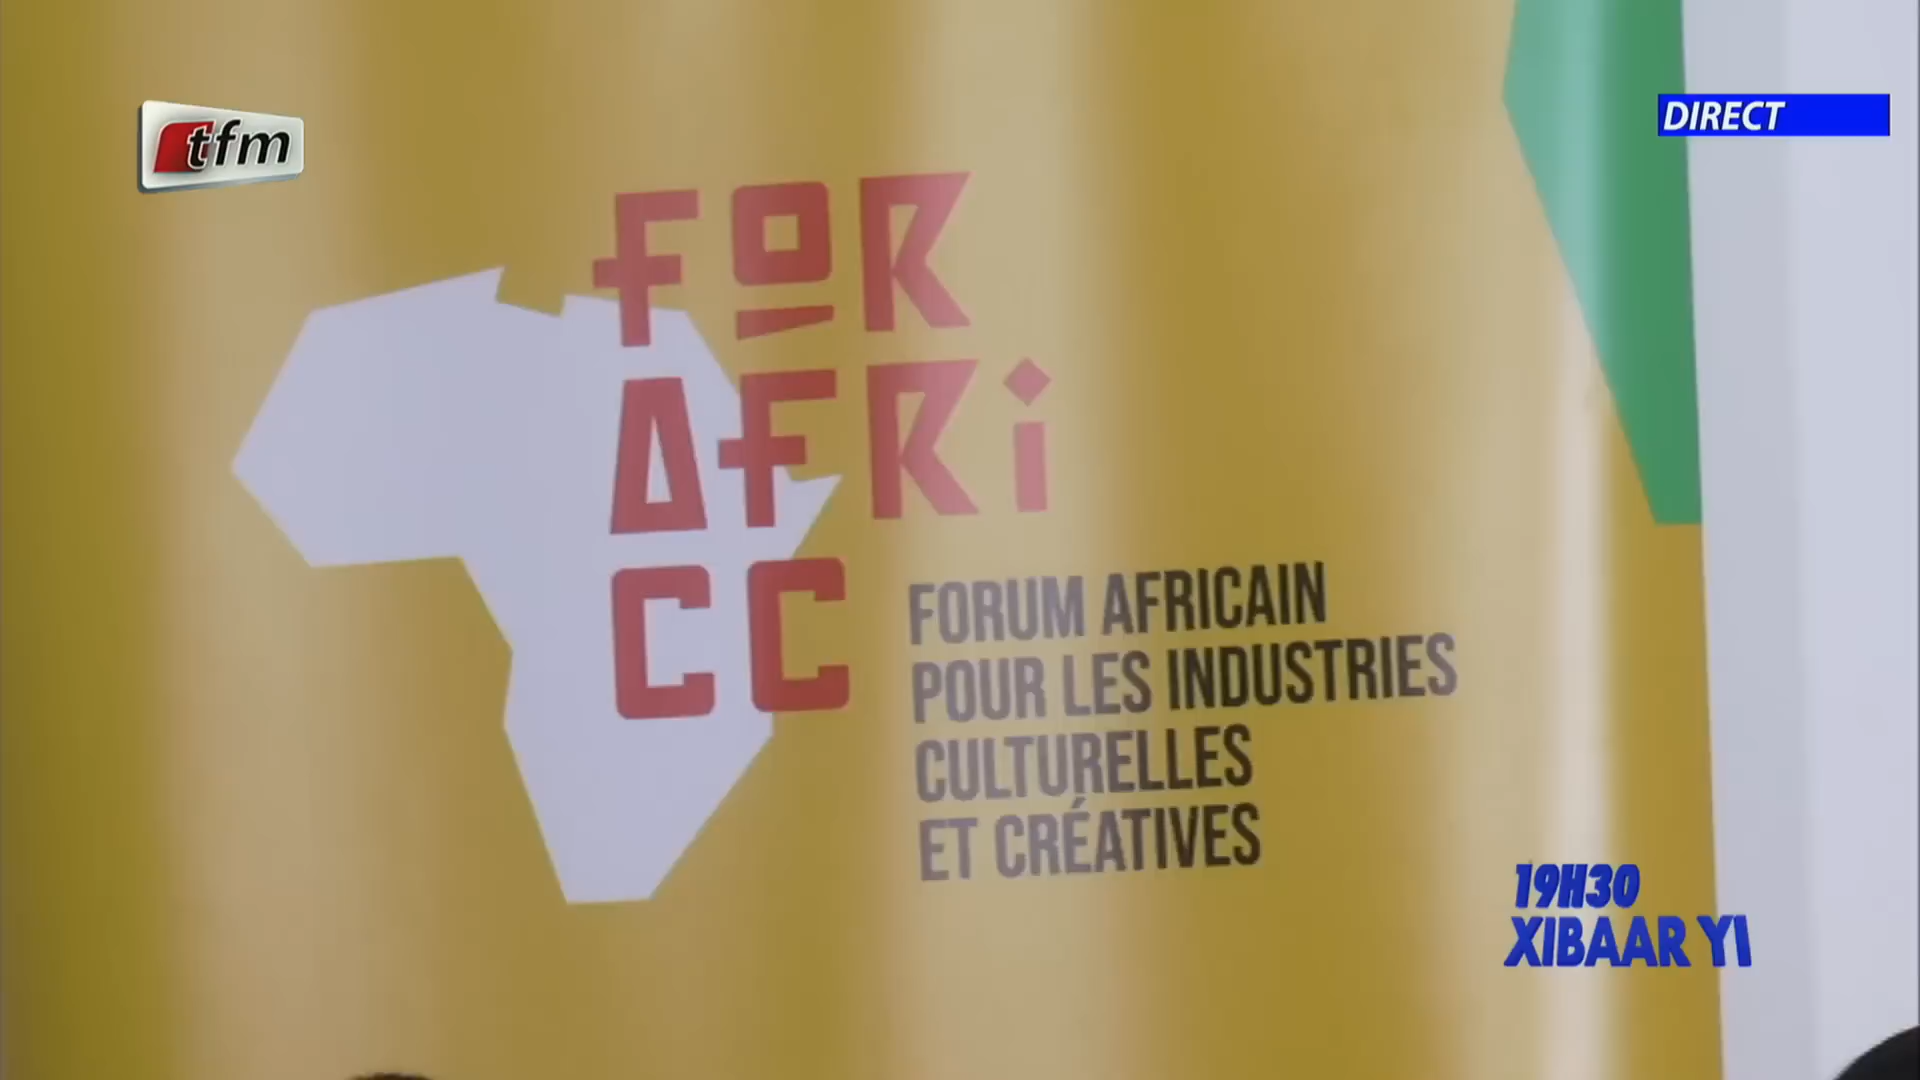 tfm
DIRECT
FOR
AFRi
CC
FORUM AFRICAIN
POUR LES INDUSTRIES
CULTURELLES
ET CRÉATIVES
19H30
XIBAAR YI